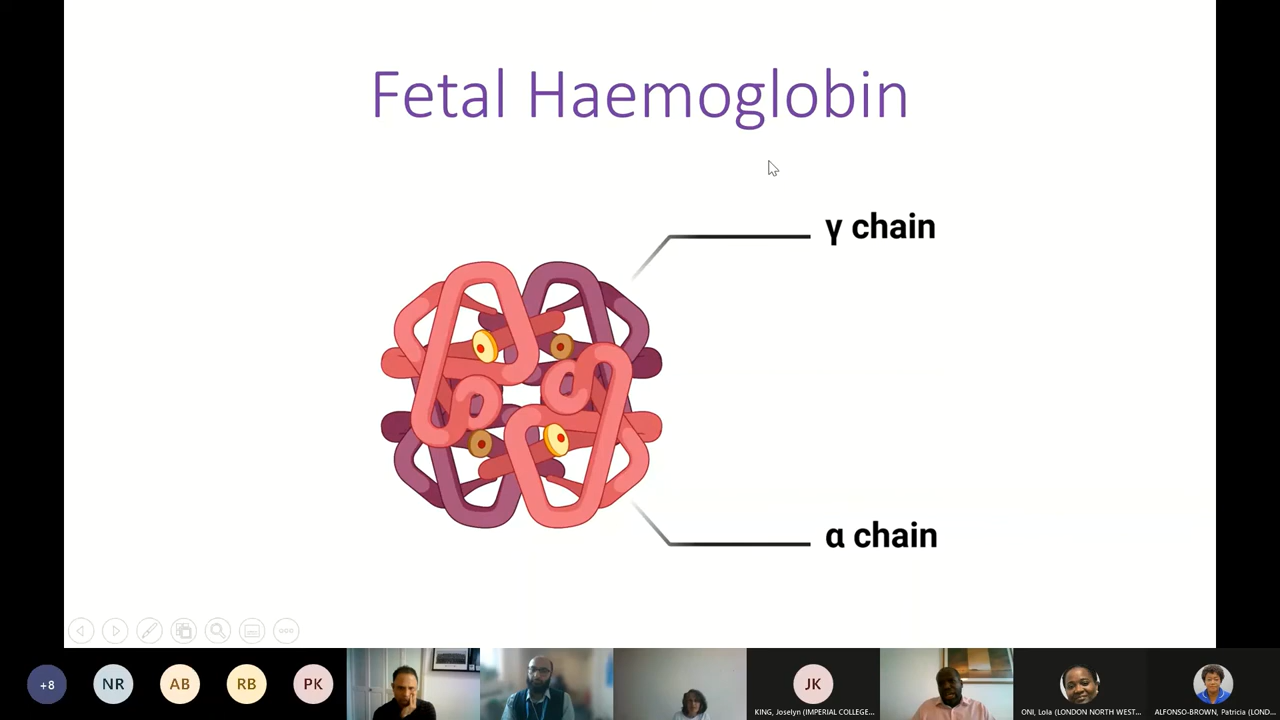 Fetal Haemoglobin
γ chain
α chain
+8
NR
AB
RB
PK
JK
KING, Joselyn (IMPERIAL COLLEGE...
ONI, Lola (LONDON NORTH WEST...
ALFONSO-BROWN, Patricia (LOND...